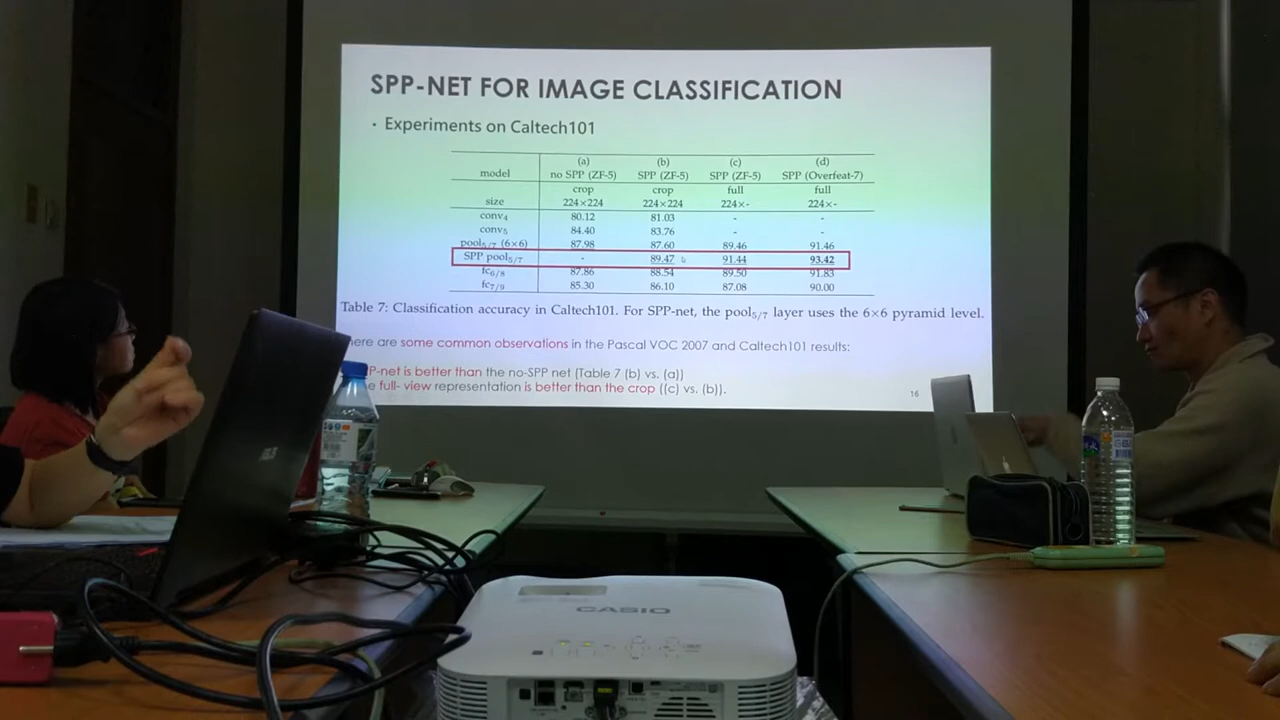 SPP-NET FOR IMAGE CLASSIFICATION
· Experiments on Caltech101
(a) (b) (c) (d)
model no SPP (ZF-5) SPP (ZF-5) SPP (ZF-5) SPP (Overfeat-7)
crop crop full full
size 224×224 224×224 224×- 224×-
conv4 80.12 81.03 - -
conv5 84.40 83.76 - -
pool5/7 (6×6) 87.98 87.60 89.46 91.46
SPP pool5/7 - 89.47 91.44 93.42
fc6/8 87.86 88.54 89.50 91.83
fc7/9 85.30 86.10 87.08 90.00
Table 7: Classification accuracy in Caltech101. For SPP-net, the pool5/7 layer uses the 6×6 pyramid level.
here are some common observations in the Pascal VOC 2007 and Caltech101 results:
P-net is better than the no-SPP net (Table 7 (b) vs. (a))
e full- view representation is better than the crop ((c) vs. (b)).
16
CASIO